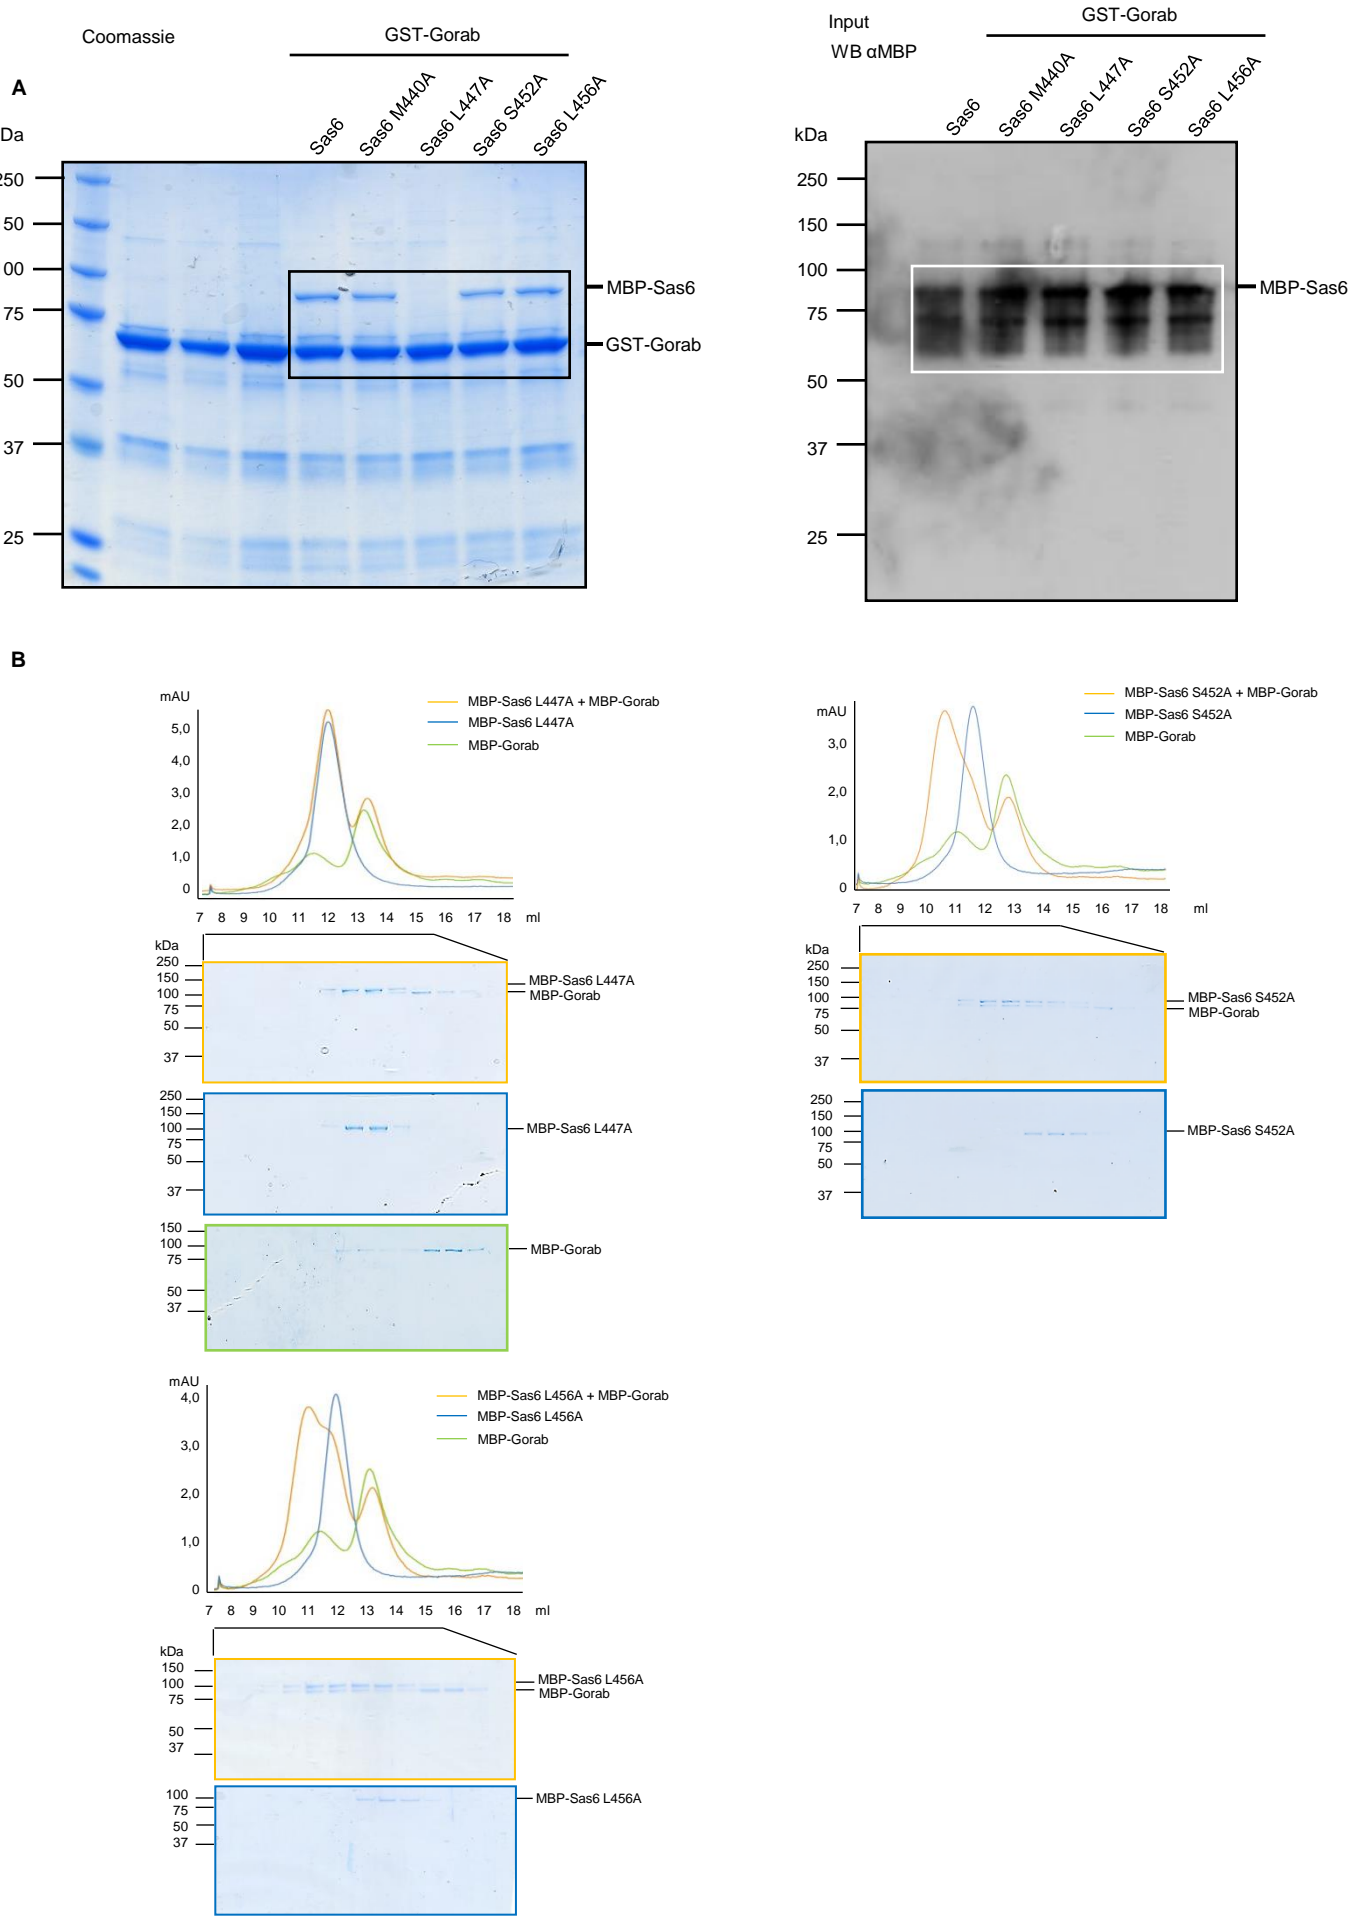 Coomassie
GST-Gorab
A
Sas6
Sas6 M440A
Sas6 L447A
Sas6 S452A
Sas6 L456A
Da
250
50
00
75
50
37
25
MBP-Sas6
GST-Gorab
Input
WB αMBP
GST-Gorab
Sas6
Sas6 M440A
Sas6 L447A
Sas6 S452A
Sas6 L456A
kDa
250
150
100
75
50
37
25
MBP-Sas6
B
mAU
5,0
4,0
3,0
2,0
1,0
0
MBP-Sas6 L447A + MBP-Gorab
MBP-Sas6 L447A
MBP-Gorab
7 8 9 10 11 12 13 14 15 16 17 18 ml
kDa
250
150
100
75
50
37
MBP-Sas6 L447A
MBP-Gorab
250
150
100
75
50
37
MBP-Sas6 L447A
150
100
75
50
37
MBP-Gorab
mAU
3,0
2,0
1,0
0
MBP-Sas6 S452A + MBP-Gorab
MBP-Sas6 S452A
MBP-Gorab
7 8 9 10 11 12 13 14 15 16 17 18 ml
kDa
250
150
100
75
50
37
MBP-Sas6 S452A
MBP-Gorab
250
150
100
75
50
37
MBP-Sas6 S452A
mAU
4,0
3,0
2,0
1,0
0
MBP-Sas6 L456A + MBP-Gorab
MBP-Sas6 L456A
MBP-Gorab
7 8 9 10 11 12 13 14 15 16 17 18 ml
kDa
150
100
75
50
37
MBP-Sas6 L456A
MBP-Gorab
100
75
50
37
MBP-Sas6 L456A